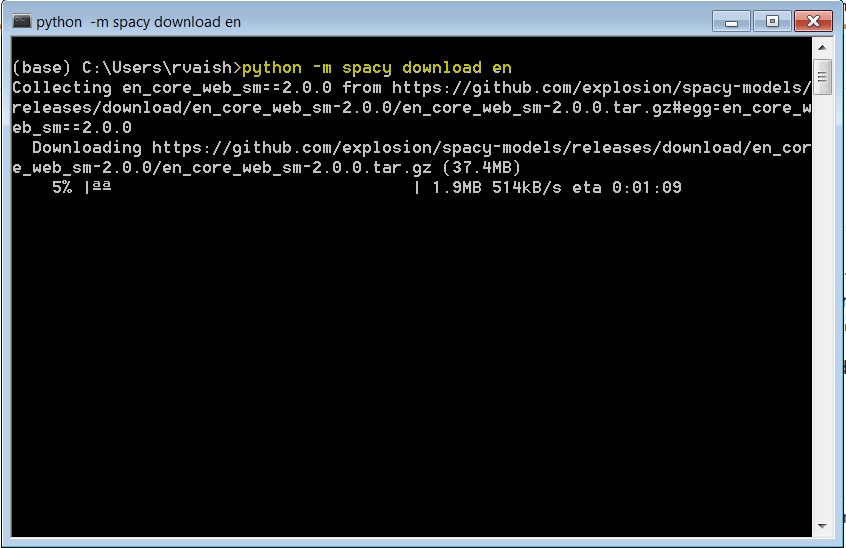 python -m spacy download en
(base) C:\Users\rvaish>python -m spacy download en
Collecting en_core_web_sm==2.0.0 from https://github.com/explosion/spacy-models/
releases/download/en_core_web_sm-2.0.0/en_core_web_sm-2.0.0.tar.gz#egg=en_core_w
eb_sm==2.0.0
  Downloading https://github.com/explosion/spacy-models/releases/download/en_cor
e_web_sm-2.0.0/en_core_web_sm-2.0.0.tar.gz (37.4MB)
    5% |ªª                              | 1.9MB 514kB/s eta 0:01:09